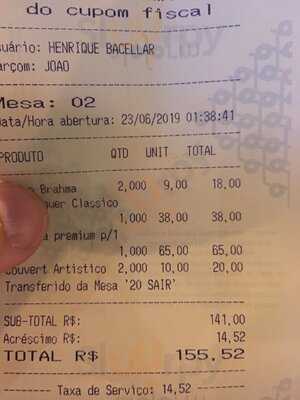 do cupom fiscal
suário: HENRIQUE BACELLAR
arçom: JOAO
Mesa: 02
Data/Hora abertura: 23/06/2019 01:38:41
PRODUTO QTD UNIT TOTAL
Brahma 2,000 9,00 18,00
uer Classico
1,000 38,00 38,00
a premium p/1
1,000 65,00 65,00
Couvert Artistico 2,000 10,00 20,00
Transferido da Mesa '20 SAIR'
SUB-TOTAL R$: 141,00
Acréscimo R$: 14,52
TOTAL R$ 155,52
Taxa de Serviço: 14,52